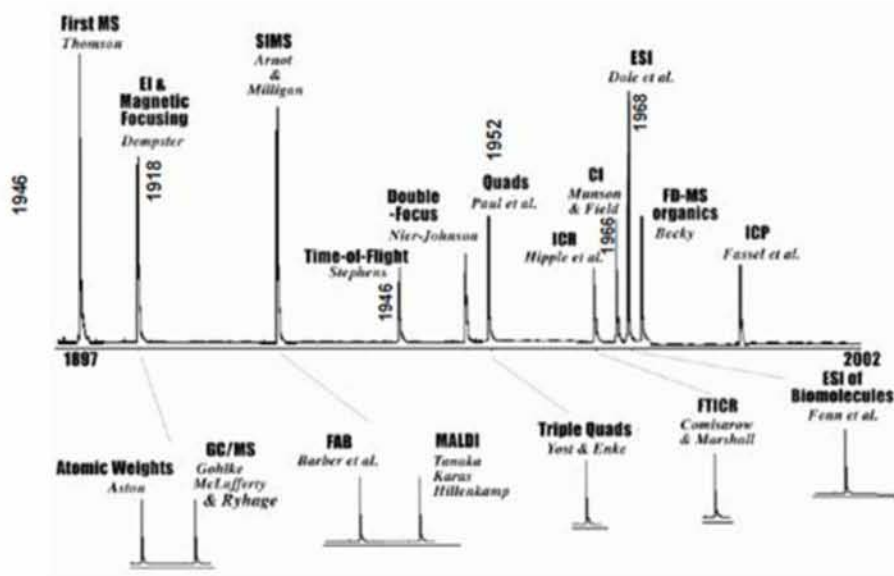 First MS
Thomson
EI &
Magnetic
Focusing
Dempster
1918
SIMS
Arnot
&
Milligan
1946
Time-of-Flight
Stephens
1946
Double
-Focus
Nier-Johnson
1952
Quads
Paul et al.
ICR
Hipple et al.
CI
Munson
& Field
1966
ESI
Dole et al.
1968
FD-MS
organics
Becky
ICP
Fassel et al.
1897
2002
Atomic Weights
Aston
GC/MS
Gohlke
McLafferty
& Ryhage
FAB
Barber et al.
MALDI
Tanaka
Karas
Hillenkamp
Triple Quads
Yost & Enke
FTICR
Comisarow
& Marshall
ESI of
Biomolecules
Fenn et al.